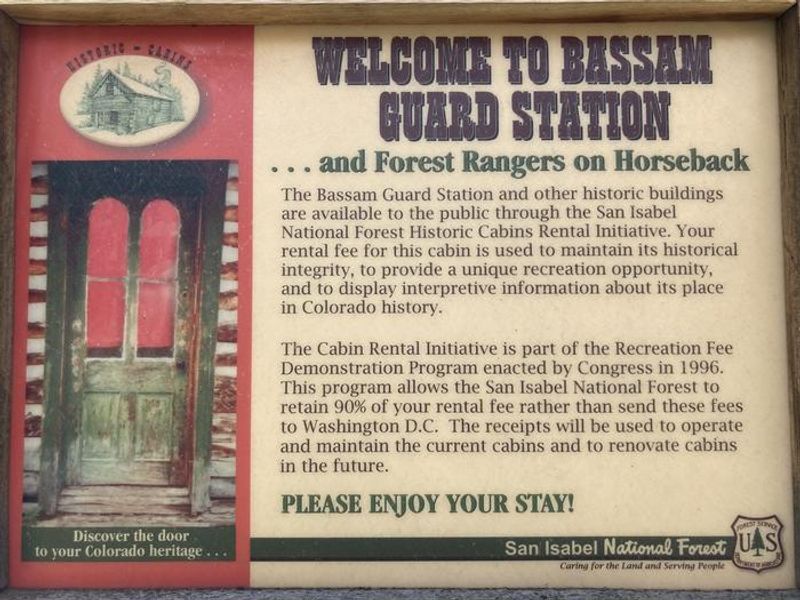 HISTORIC - CABINS
WELCOME TO BASSAM
GUARD STATION
. . . and Forest Rangers on Horseback
The Bassam Guard Station and other historic buildings
are available to the public through the San Isabel
National Forest Historic Cabins Rental Initiative. Your
rental fee for this cabin is used to maintain its historical
integrity, to provide a unique recreation opportunity,
and to display interpretive information about its place
in Colorado history.
The Cabin Rental Initiative is part of the Recreation Fee
Demonstration Program enacted by Congress in 1996.
This program allows the San Isabel National Forest to
retain 90% of your rental fee rather than send these fees
to Washington D.C. The receipts will be used to operate
and maintain the current cabins and to renovate cabins
in the future.
PLEASE ENJOY YOUR STAY!
Discover the door
to your Colorado heritage . . .
San Isabel National Forest
Caring for the Land and Serving People
FOREST SERVICE
U S
DEPARTMENT OF AGRICULTURE